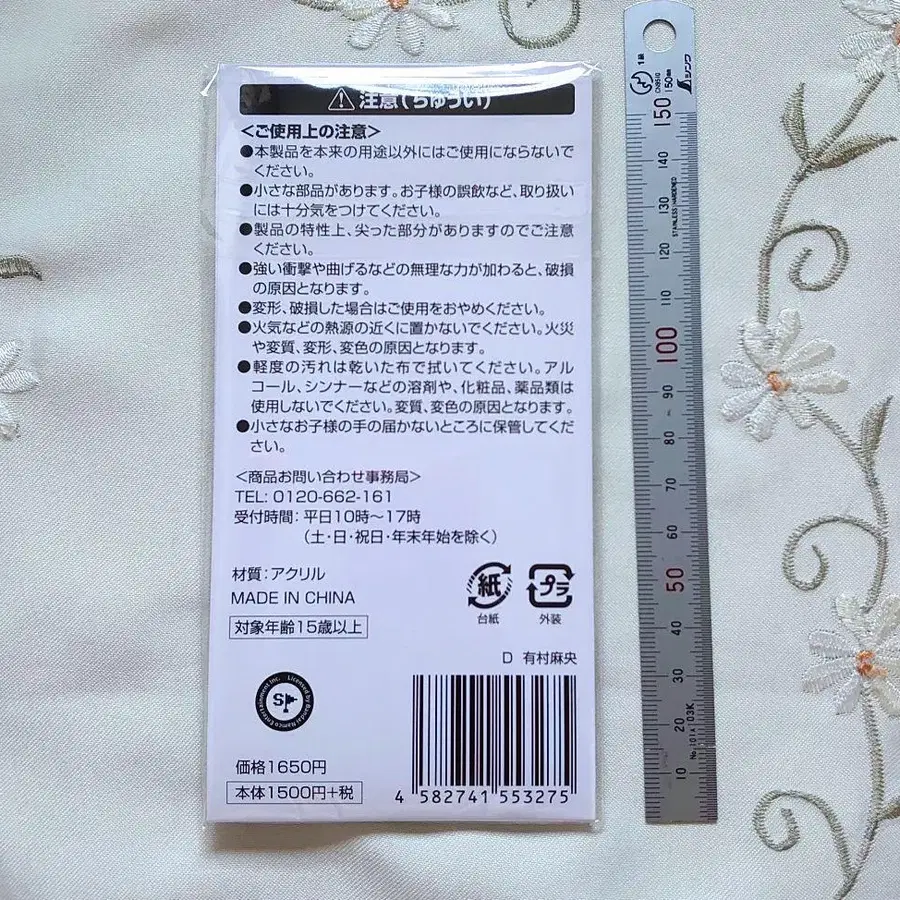 ⚠ 注意(ちゅうい)
<ご使用上の注意>
●本製品を本来の用途以外にはご使用にならないで
ください。
●小さな部品があります。お子様の誤飲など、取り扱い
には十分気をつけてください。
●製品の特性上、尖った部分がありますのでご注意
ください。
●強い衝撃や曲げるなどの無理な力が加わると、破損
の原因となります。
●変形、破損した場合はご使用をおやめください。
●火気などの熱源の近くに置かないでください。火災
や変質、変形、変色の原因となります。
●軽度の汚れは乾いた布で拭いてください。アル
コール、シンナーなどの溶剤や、化粧品、薬品類は
使用しないでください。変質、変色の原因となります。
●小さなお子様の手の届かないところに保管してくだ
さい。
<商品お問い合わせ事務局>
TEL: 0120-662-161
受付時間: 平日10時~17時
(土・日・祝日・年末年始を除く)
材質:アクリル
MADE IN CHINA
対象年齢15歳以上
紙
台紙
プラ
外装
D 有村麻央
Licensed by Bandai Namco Entertainment Inc.
S
価格1650円
本体1500円+税
4 582741 553275
1級
150mm
シンワ
150
140
130
120
110
100
90
80
70
60
50
40
30
20
10
STAINLESS HARDENED